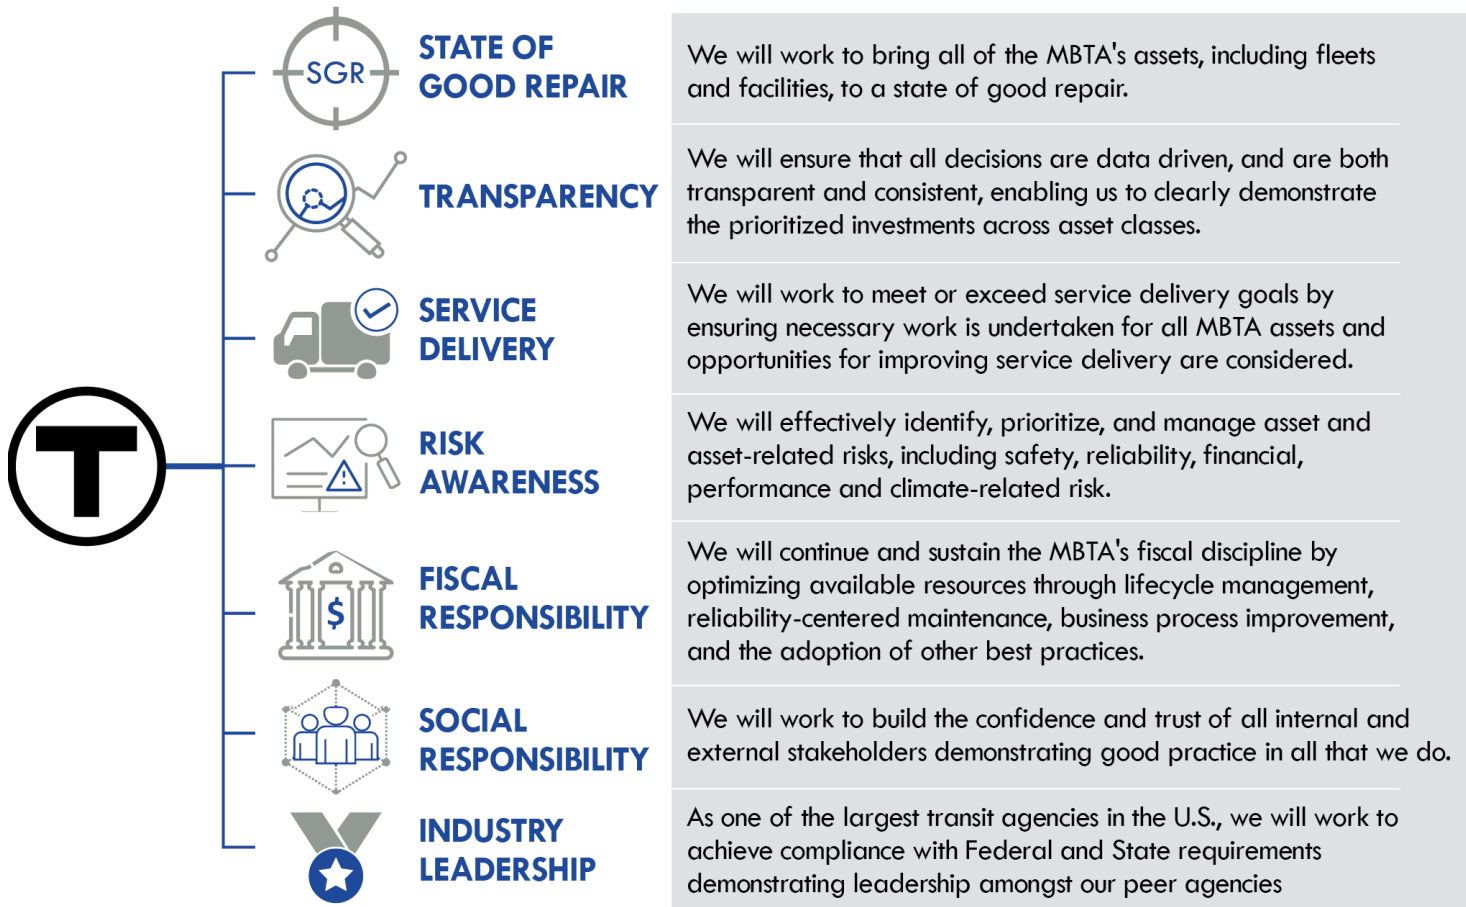 T
SGR
STATE OF
GOOD REPAIR
We will work to bring all of the MBTA's assets, including fleets
and facilities, to a state of good repair.
TRANSPARENCY
We will ensure that all decisions are data driven, and are both
transparent and consistent, enabling us to clearly demonstrate
the prioritized investments across asset classes.
SERVICE
DELIVERY
We will work to meet or exceed service delivery goals by
ensuring necessary work is undertaken for all MBTA assets and
opportunities for improving service delivery are considered.
RISK
AWARENESS
We will effectively identify, prioritize, and manage asset and
asset-related risks, including safety, reliability, financial,
performance and climate-related risk.
$
FISCAL
RESPONSIBILITY
We will continue and sustain the MBTA's fiscal discipline by
optimizing available resources through lifecycle management,
reliability-centered maintenance, business process improvement,
and the adoption of other best practices.
SOCIAL
RESPONSIBILITY
We will work to build the confidence and trust of all internal and
external stakeholders demonstrating good practice in all that we do.
INDUSTRY
LEADERSHIP
As one of the largest transit agencies in the U.S., we will work to
achieve compliance with Federal and State requirements
demonstrating leadership amongst our peer agencies